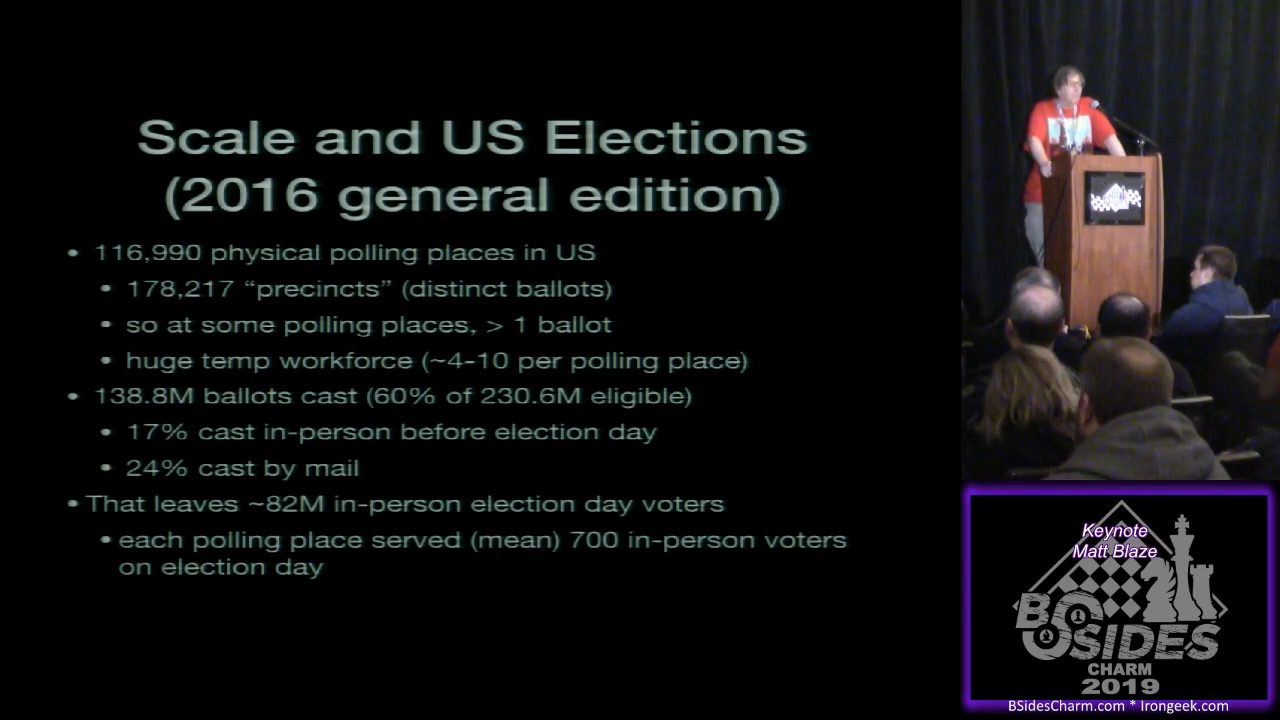 Scale and US Elections
(2016 general edition)
• 116,990 physical polling places in US
• 178,217 “precincts” (distinct ballots)
• so at some polling places, > 1 ballot
• huge temp workforce (~4-10 per polling place)
• 138.8M ballots cast (60% of 230.6M eligible)
• 17% cast in-person before election day
• 24% cast by mail
• That leaves ~82M in-person election day voters
• each polling place served (mean) 700 in-person voters
on election day
Keynote
Matt Blaze
BSIDES
CHARM
2019
BSidesCharm.com * Irongeek.com